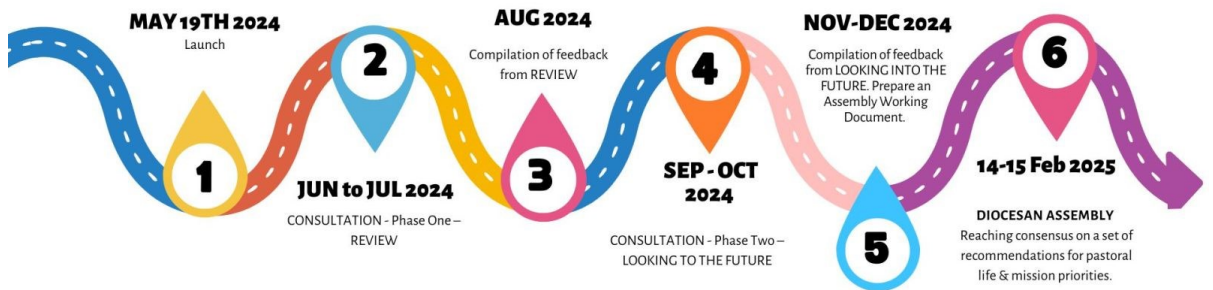 MAY 19TH 2024
Launch
1
2
JUN to JUL 2024
CONSULTATION - Phase One –
REVIEW
AUG 2024
Compilation of feedback
from REVIEW
3
4
SEP - OCT
2024
CONSULTATION - Phase Two –
LOOKING TO THE FUTURE
NOV-DEC 2024
Compilation of feedback
from LOOKING INTO THE
FUTURE. Prepare an
Assembly Working
Document.
5
6
14-15 Feb 2025
DIOCESAN ASSEMBLY
Reaching consensus on a set of
recommendations for pastoral
life & mission priorities.